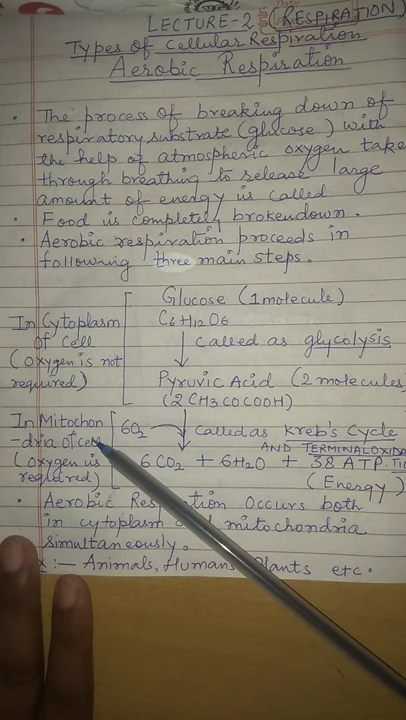 LECTURE-2 (RESPIRATION)
Types of Cellular Respiration
Aerobic Respiration
• The process of breaking down of
respiratory substrate (glucose) with
the help of atmospheric oxygen take
through breathing to release large
amount of energy is called
• Food is completely brokendown.
• Aerobic respiration proceeds in
following three main steps.
Glucose (1 molecule)
In Cytoplasm C6H12O6
of cell ↓ called as glycolysis
(Oxygen is not
required) Pyruvic Acid (2 molecules
(2 CH3COCOOH)
In Mitochon 6O2 → ↓ Called as Kreb's Cycle
-dria of cell AND TERMINALOXIDA
(Oxygen is 6CO2 + 6H2O + 38 ATP
required) (Energy)
• Aerobic Res tion Occurs both
in cytoplasm mitochondria
simultaneously.
:— Animals, Humans, Plants etc.